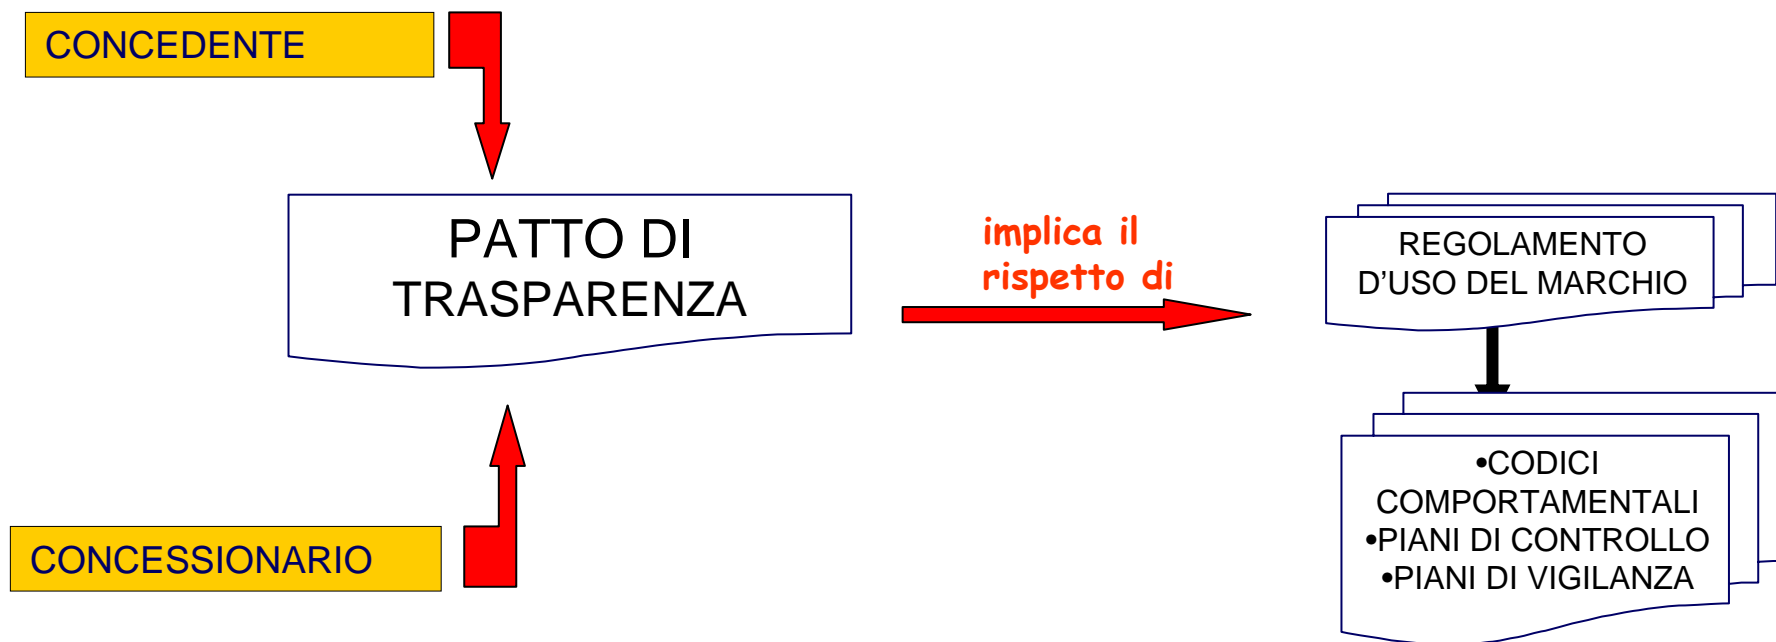 CONCEDENTE
PATTO DI
TRASPARENZA
implica il
rispetto di
REGOLAMENTO
D'USO DEL MARCHIO
•CODICI
COMPORTAMENTALI
•PIANI DI CONTROLLO
•PIANI DI VIGILANZA
CONCESSIONARIO